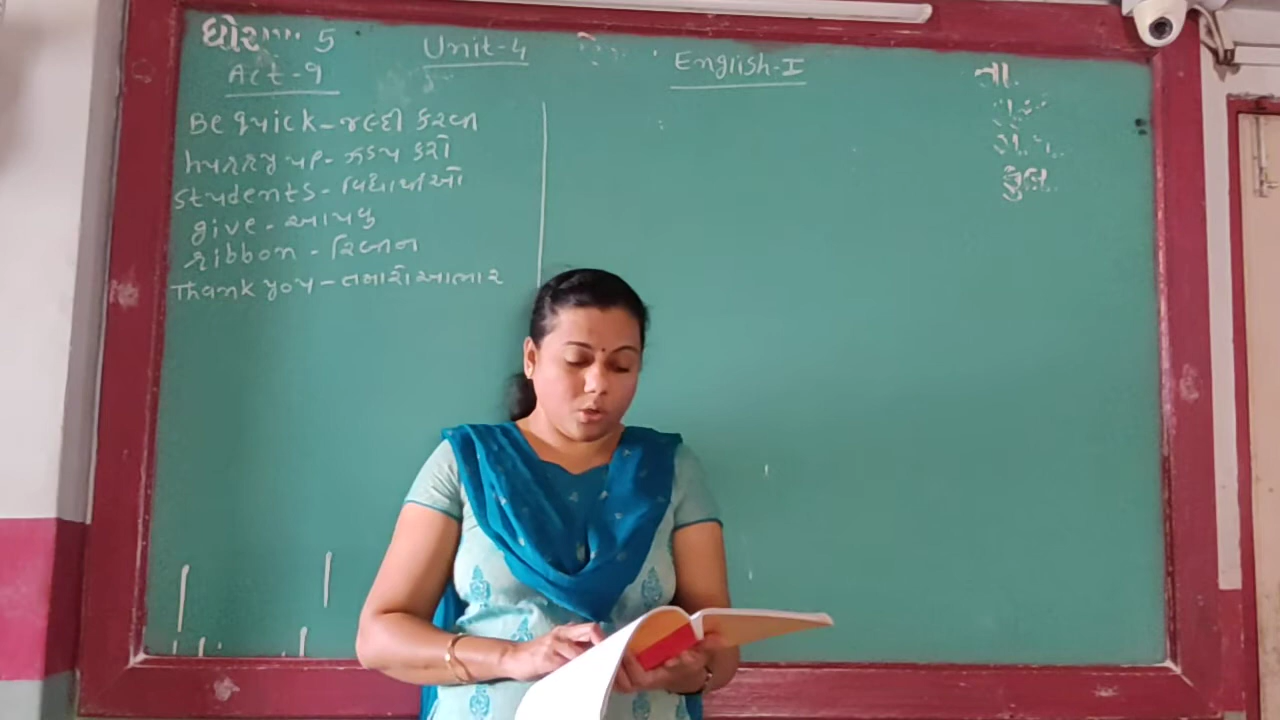 ધોરણ 5
Unit-4
English-I
Act-9
Be quick - જલ્દી કરવા
hurry up - ઝડપ કરો
students - વિદ્યાર્થીઓ
give - આપવુ
ribbon - રિબન
Thank you - તમારો આભાર
તા.
કુલ